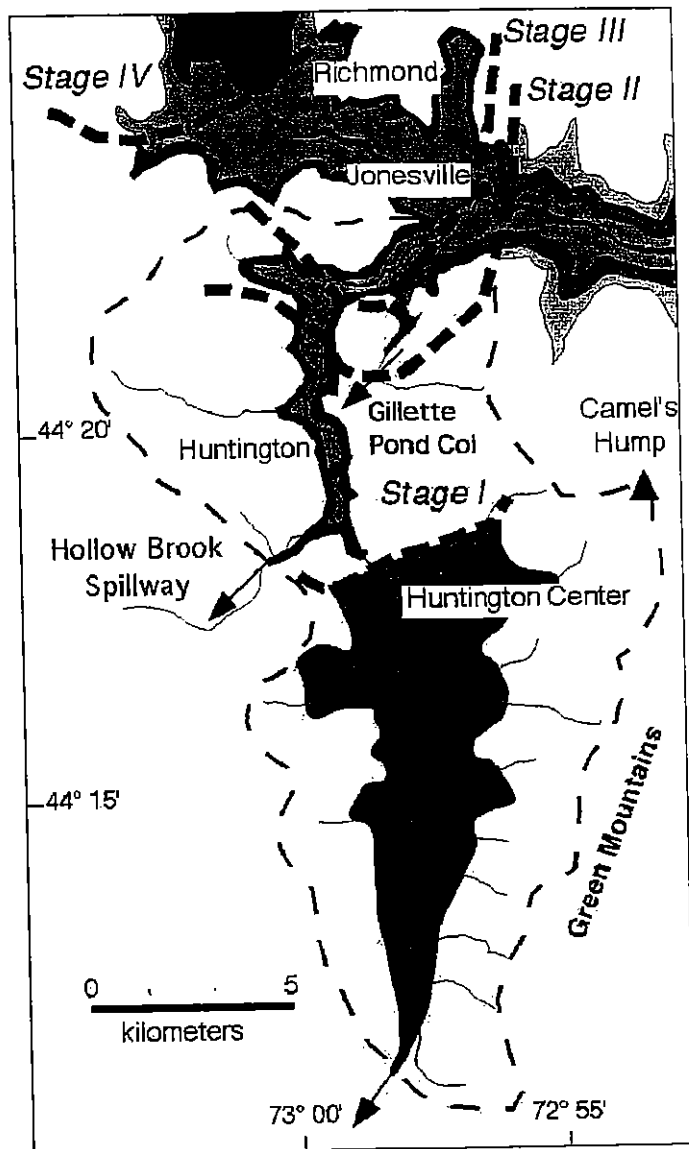 Stage III
Stage IV
Richmond
Stage II
Jonesville
44° 20'
Huntington
Gillette
Pond Col
Camel's
Hump
Stage I
Hollow Brook
Spillway
Huntington Center
44° 15'
Green Mountains
0 5
kilometers
73° 00'
72° 55'